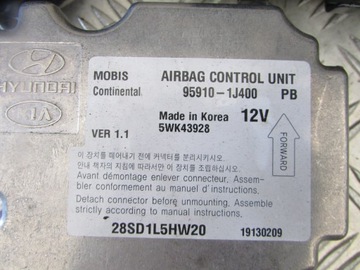 HYUNDAI
KIA
MOBIS AIRBAG CONTROL UNIT
Continental 95910-1J400 PB
Made in Korea 12V
VER 1.1 5WK43928
FORWARD
이 장치를 떼어내기 전에 커넥터를 분리시키시오.
안내 책자의 지침에 따라서만 장치를 조립하시오.
Avant démontage enlever connecteur. Assem-
bler conformement au manuel d' instructions.
Detach connector before unmounting. Assemble
strictly according to manual instructions.
28SD1L5HW20 19130209